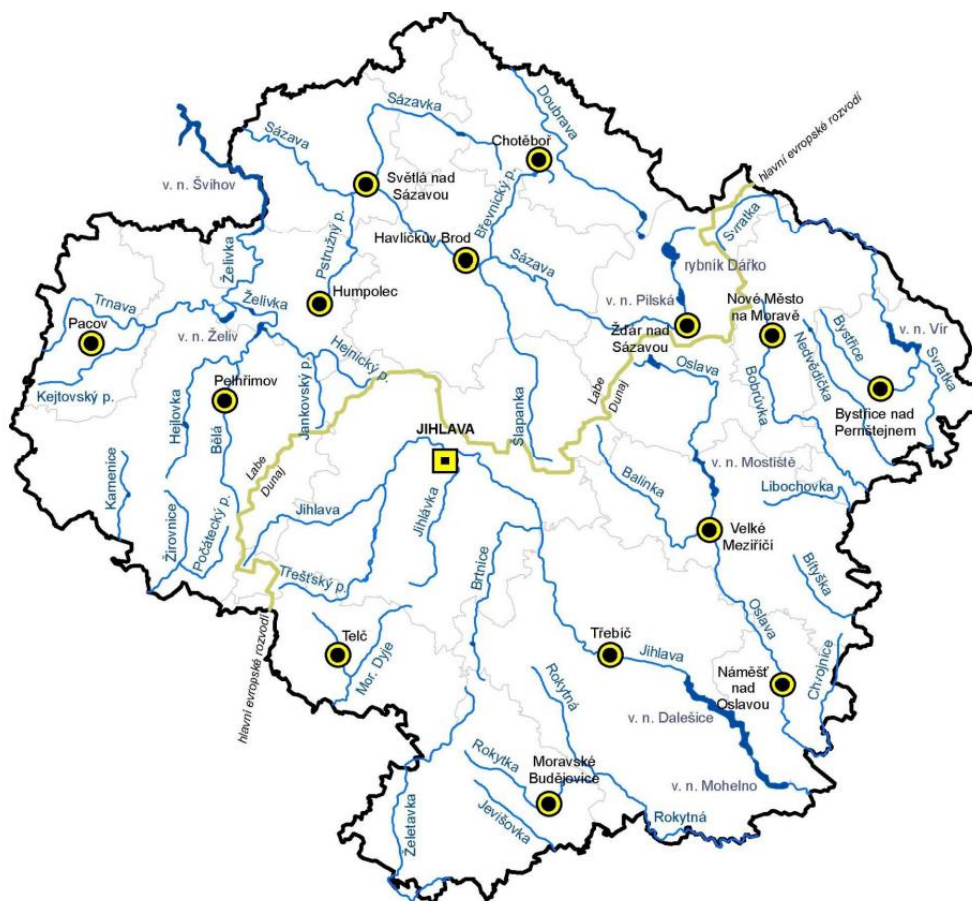 Sázavka
Doubrava
Sázava
Chotěboř
hlavní evropské rozvodí
v. n. Švihov
Světlá nad
Sázavou
Břevnický p.
Svratka
Pstružný p.
Havlíčkův Brod
Želivka
Sázava
rybník Dářko
Želivka
Humpolec
v. n. Pilská
Nové Město
na Moravě
Trnava
Pacov
v. n. Želiv
Žďár nad
Sázavou
Bystřice
v. n. Vír
Hejnický p.
Nedvědička
Svratka
Oslava
Kejtovský p.
Pelhřimov
Jankovský p.
Labe
Dunaj
Bobrůvka
Bystřice nad
Pernštejnem
Hejlovka
Bělá
Šlapanka
JIHLAVA
Labe
Dunaj
v. n. Mostiště
Kamenice
Balinka
Libochovka
Jihlava
Jihlávka
Velké
Meziříčí
Žirovnice
Počátecký p.
Třešťský p.
Brtnice
Bítýška
Oslava
hlavní evropské rozvodí
Telč
Mor. Dyje
Třebíč
Jihlava
Chvojnice
Náměšť
nad
Oslavou
Rokytná
v. n. Dalešice
Rokytka
Moravské
Budějovice
v. n. Mohelno
Želetavka
Jevišovka
Rokytná